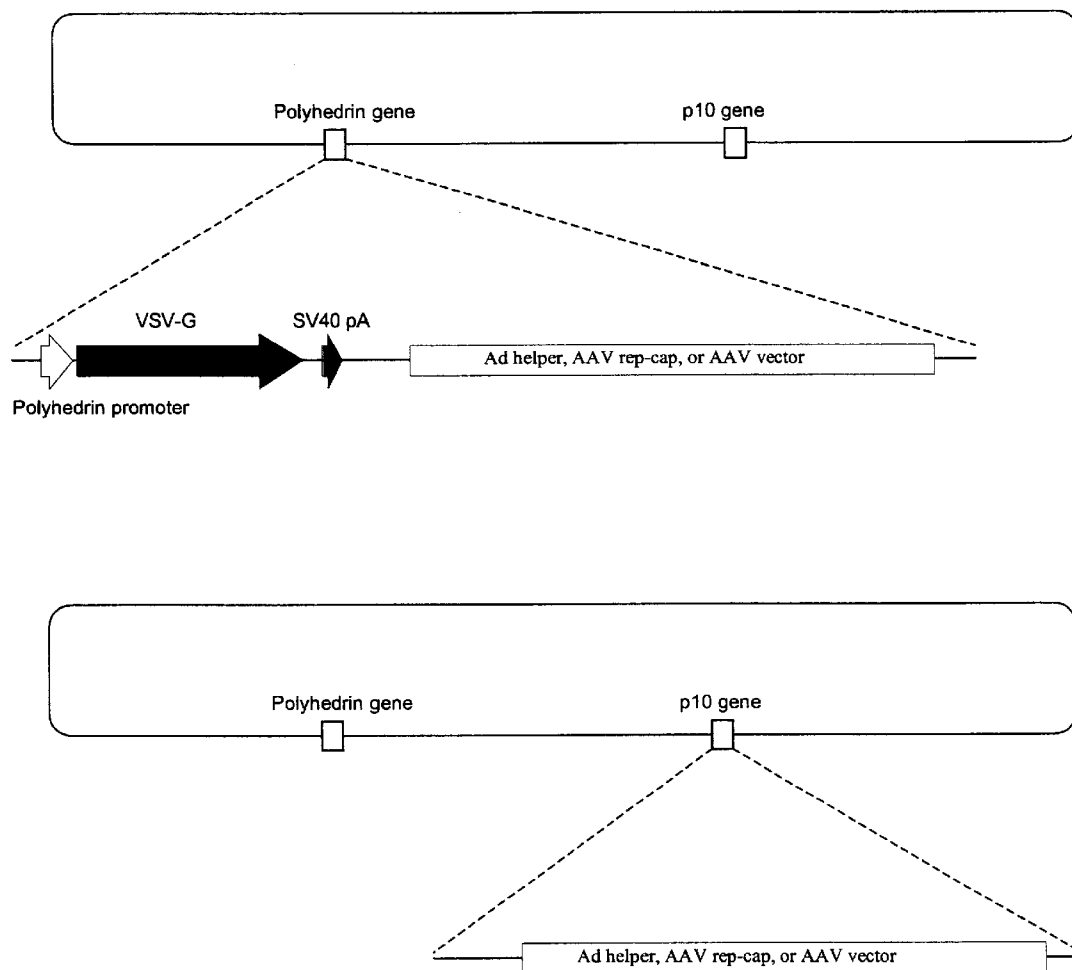 Polyhedrin gene
p10 gene
VSV-G
SV40 pA
Ad helper, AAV rep-cap, or AAV vector
Polyhedrin promoter
Polyhedrin gene
p10 gene
Ad helper, AAV rep-cap, or AAV vector